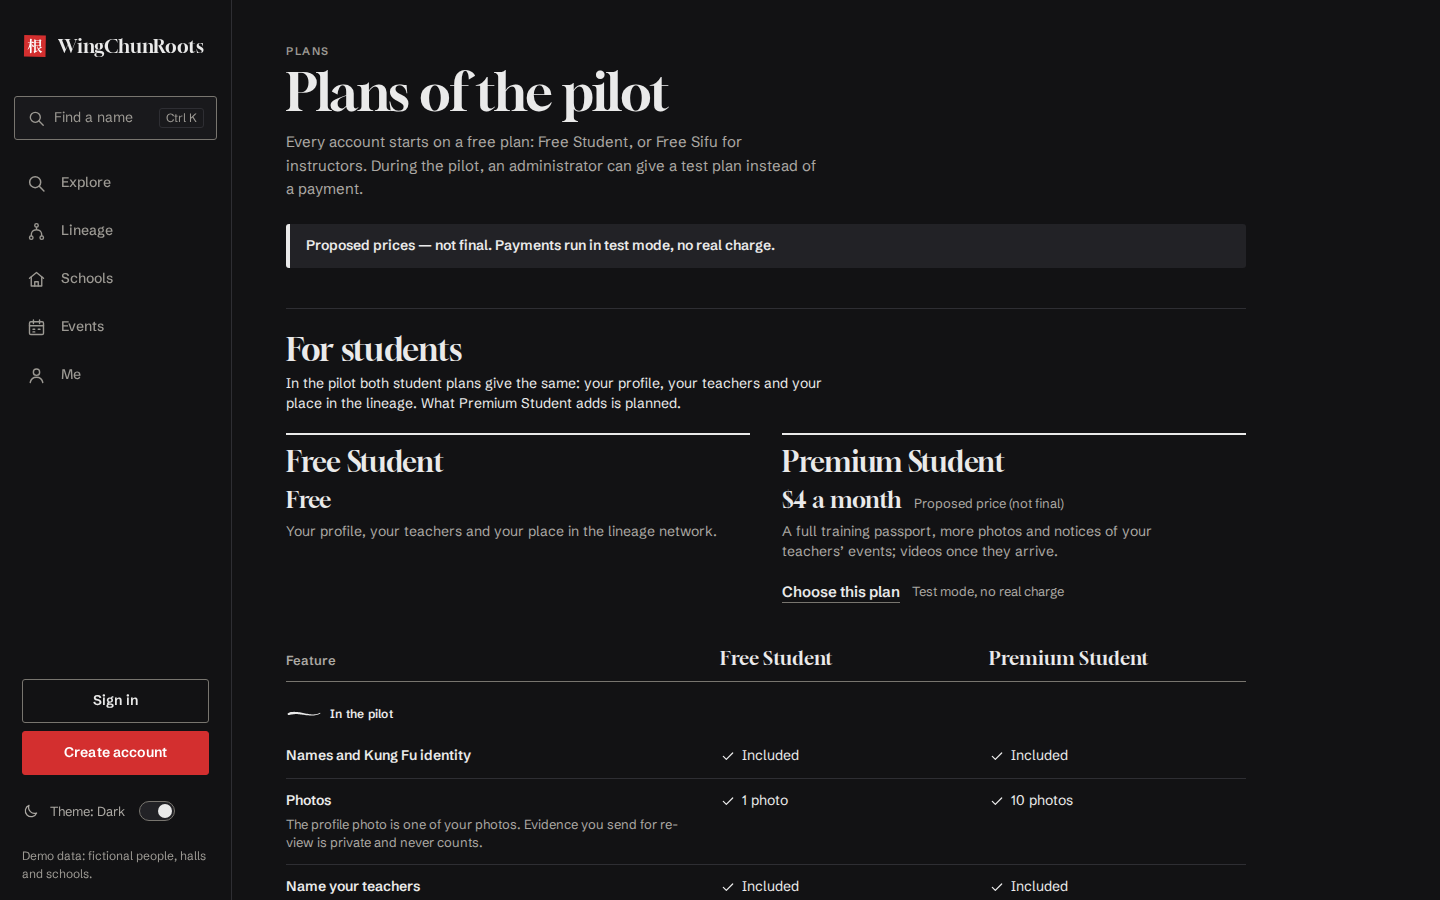 根 WingChunRoots
Find a name Ctrl K
Explore
Lineage
Schools
Events
Me
Sign in
Create account
Theme: Dark
Demo data: fictional people, halls
and schools.
PLANS
Plans of the pilot
Every account starts on a free plan: Free Student, or Free Sifu for
instructors. During the pilot, an administrator can give a test plan instead of
a payment.
Proposed prices — not final. Payments run in test mode, no real charge.
For students
In the pilot both student plans give the same: your profile, your teachers and your
place in the lineage. What Premium Student adds is planned.
Free Student
Free
Your profile, your teachers and your place in the lineage network.
Premium Student
$4 a month Proposed price (not final)
A full training passport, more photos and notices of your
teachers’ events; videos once they arrive.
Choose this plan Test mode, no real charge
Feature Free Student Premium Student
In the pilot
Names and Kung Fu identity Included Included
Photos 1 photo 10 photos
The profile photo is one of your photos. Evidence you send for re-
view is private and never counts.
Name your teachers Included Included